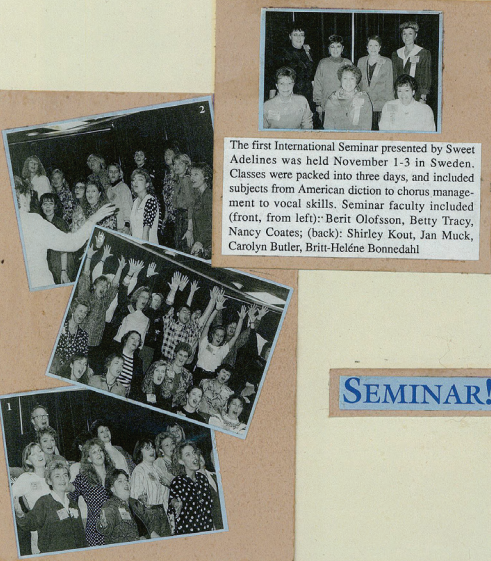 2
The first International Seminar presented by Sweet
Adelines was held November 1-3 in Sweden.
Classes were packed into three days, and included
subjects from American diction to chorus manage-
ment to vocal skills. Seminar faculty included
(front, from left): Berit Olofsson, Betty Tracy,
Nancy Coates; (back): Shirley Kout, Jan Muck,
Carolyn Butler, Britt-Heléne Bonnedahl
SEMINAR!
1